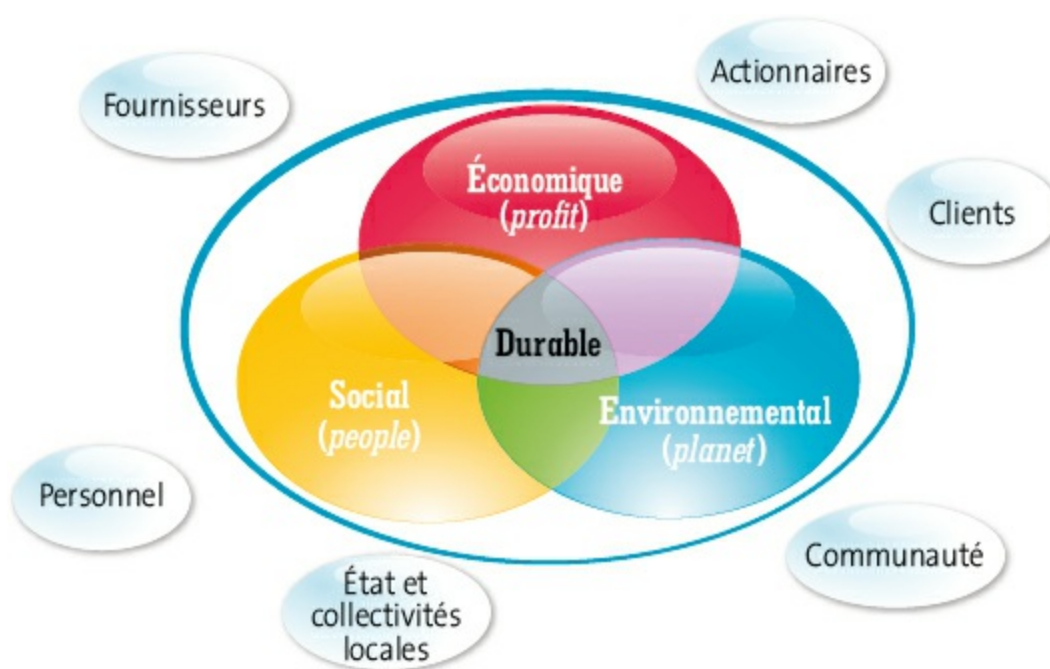 Fournisseurs
Actionnaires
Économique
(profit)
Clients
Durable
Social
(people)
Environnemental
(planet)
Personnel
Communauté
État et
collectivités
locales